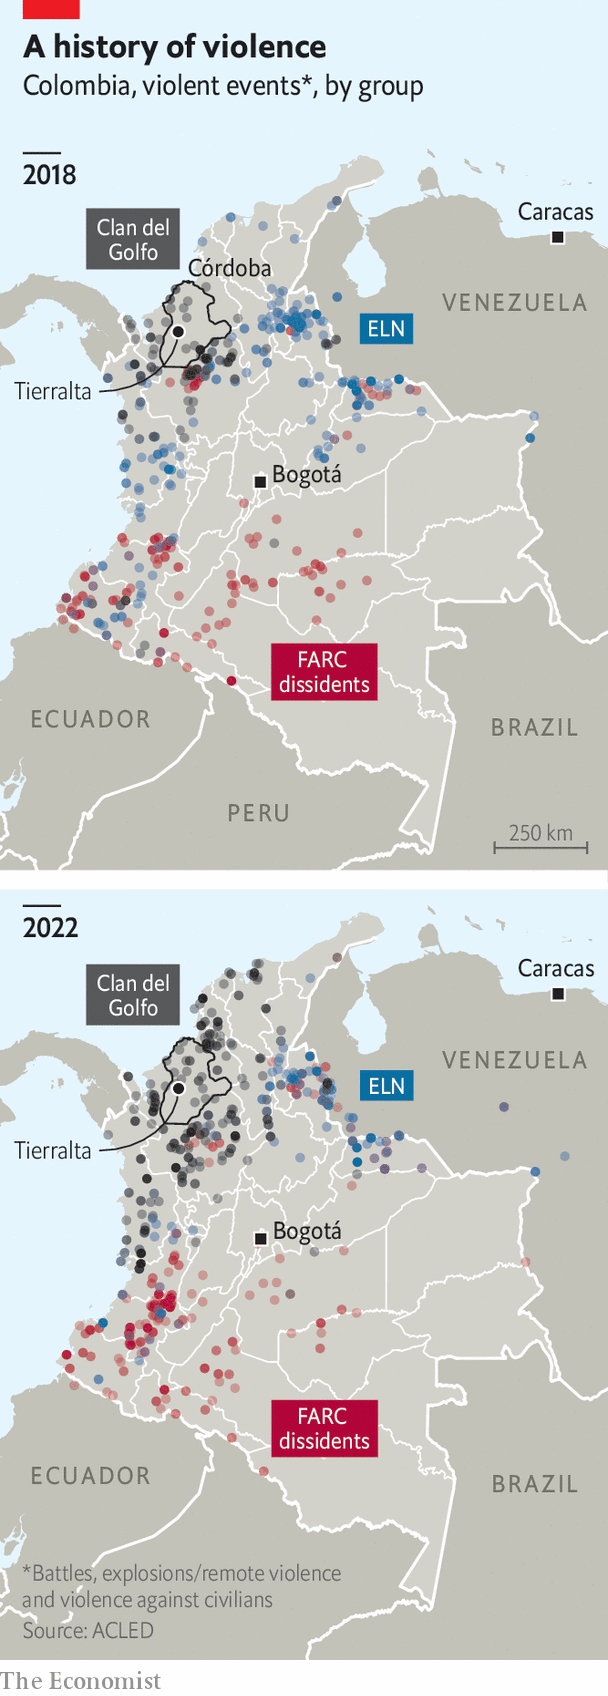 A history of violence
Colombia, violent events*, by group
2018
Caracas
Clan del
Golfo
Córdoba
VENEZUELA
ELN
Tierralta
Bogotá
FARC
dissidents
ECUADOR
BRAZIL
PERU
250 km
2022
Caracas
Clan del
Golfo
VENEZUELA
ELN
Tierralta
Bogotá
FARC
dissidents
ECUADOR
BRAZIL
*Battles, explosions/remote violence
and violence against civilians
Source: ACLED
The Economist